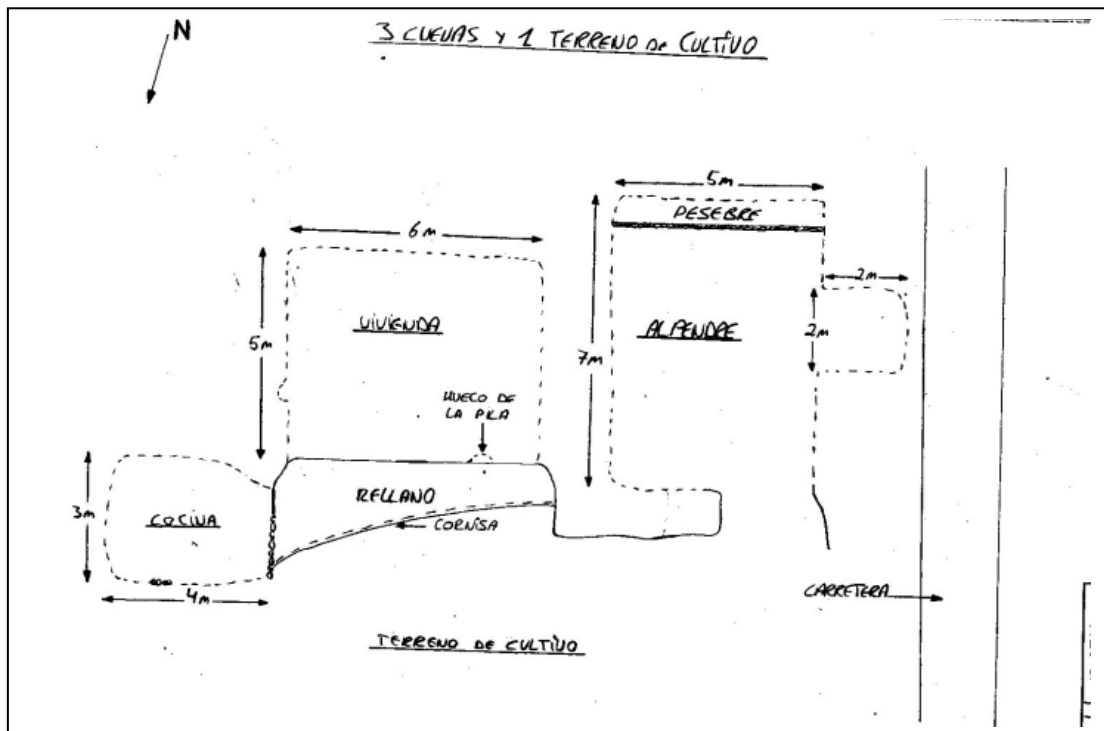 N
3 CUEVAS Y 1 TERRENO DE CULTIVO
5m
PESEBRE
6m
2m
VIVIENDA
ALPENDRE
2m
5m
7m
HUECO DE
LA PILA
RELLANO
3m
COCINA
CORNISA
4m
CARRETERA
TERRENO DE CULTIVO